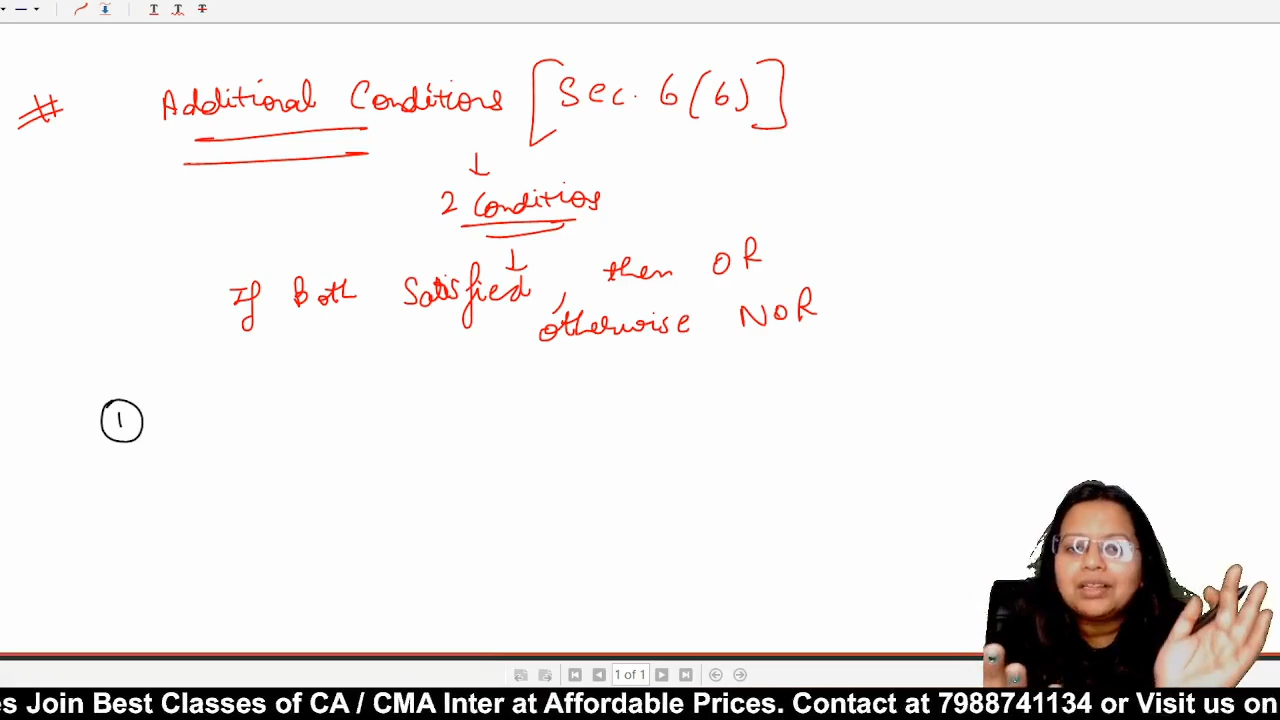 # Additional Conditions [Sec. 6(6)]
↓
2 Conditions
↓
If Both Satisfied, then OR
otherwise NOR
1
1 of 1
es Join Best Classes of CA / CMA Inter at Affordable Prices. Contact at 7988741134 or Visit us on